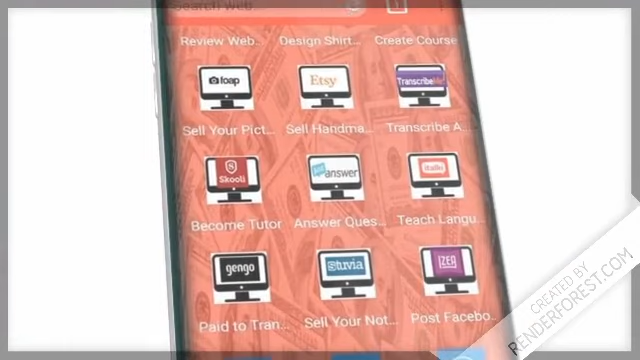 Search Web..
Review Web.. Design Shirt.. Create Course
foap Etsy TranscribeMe
Sell Your Pict... Sell Handma... Transcribe A...
Skooli just answer italki
Become Tutor Answer Ques... Teach Langu...
gengo Stuvia IZEA
Paid to Tran... Sell Your Not... Post Facebo..
CREATED BY
RENDERFOREST.COM